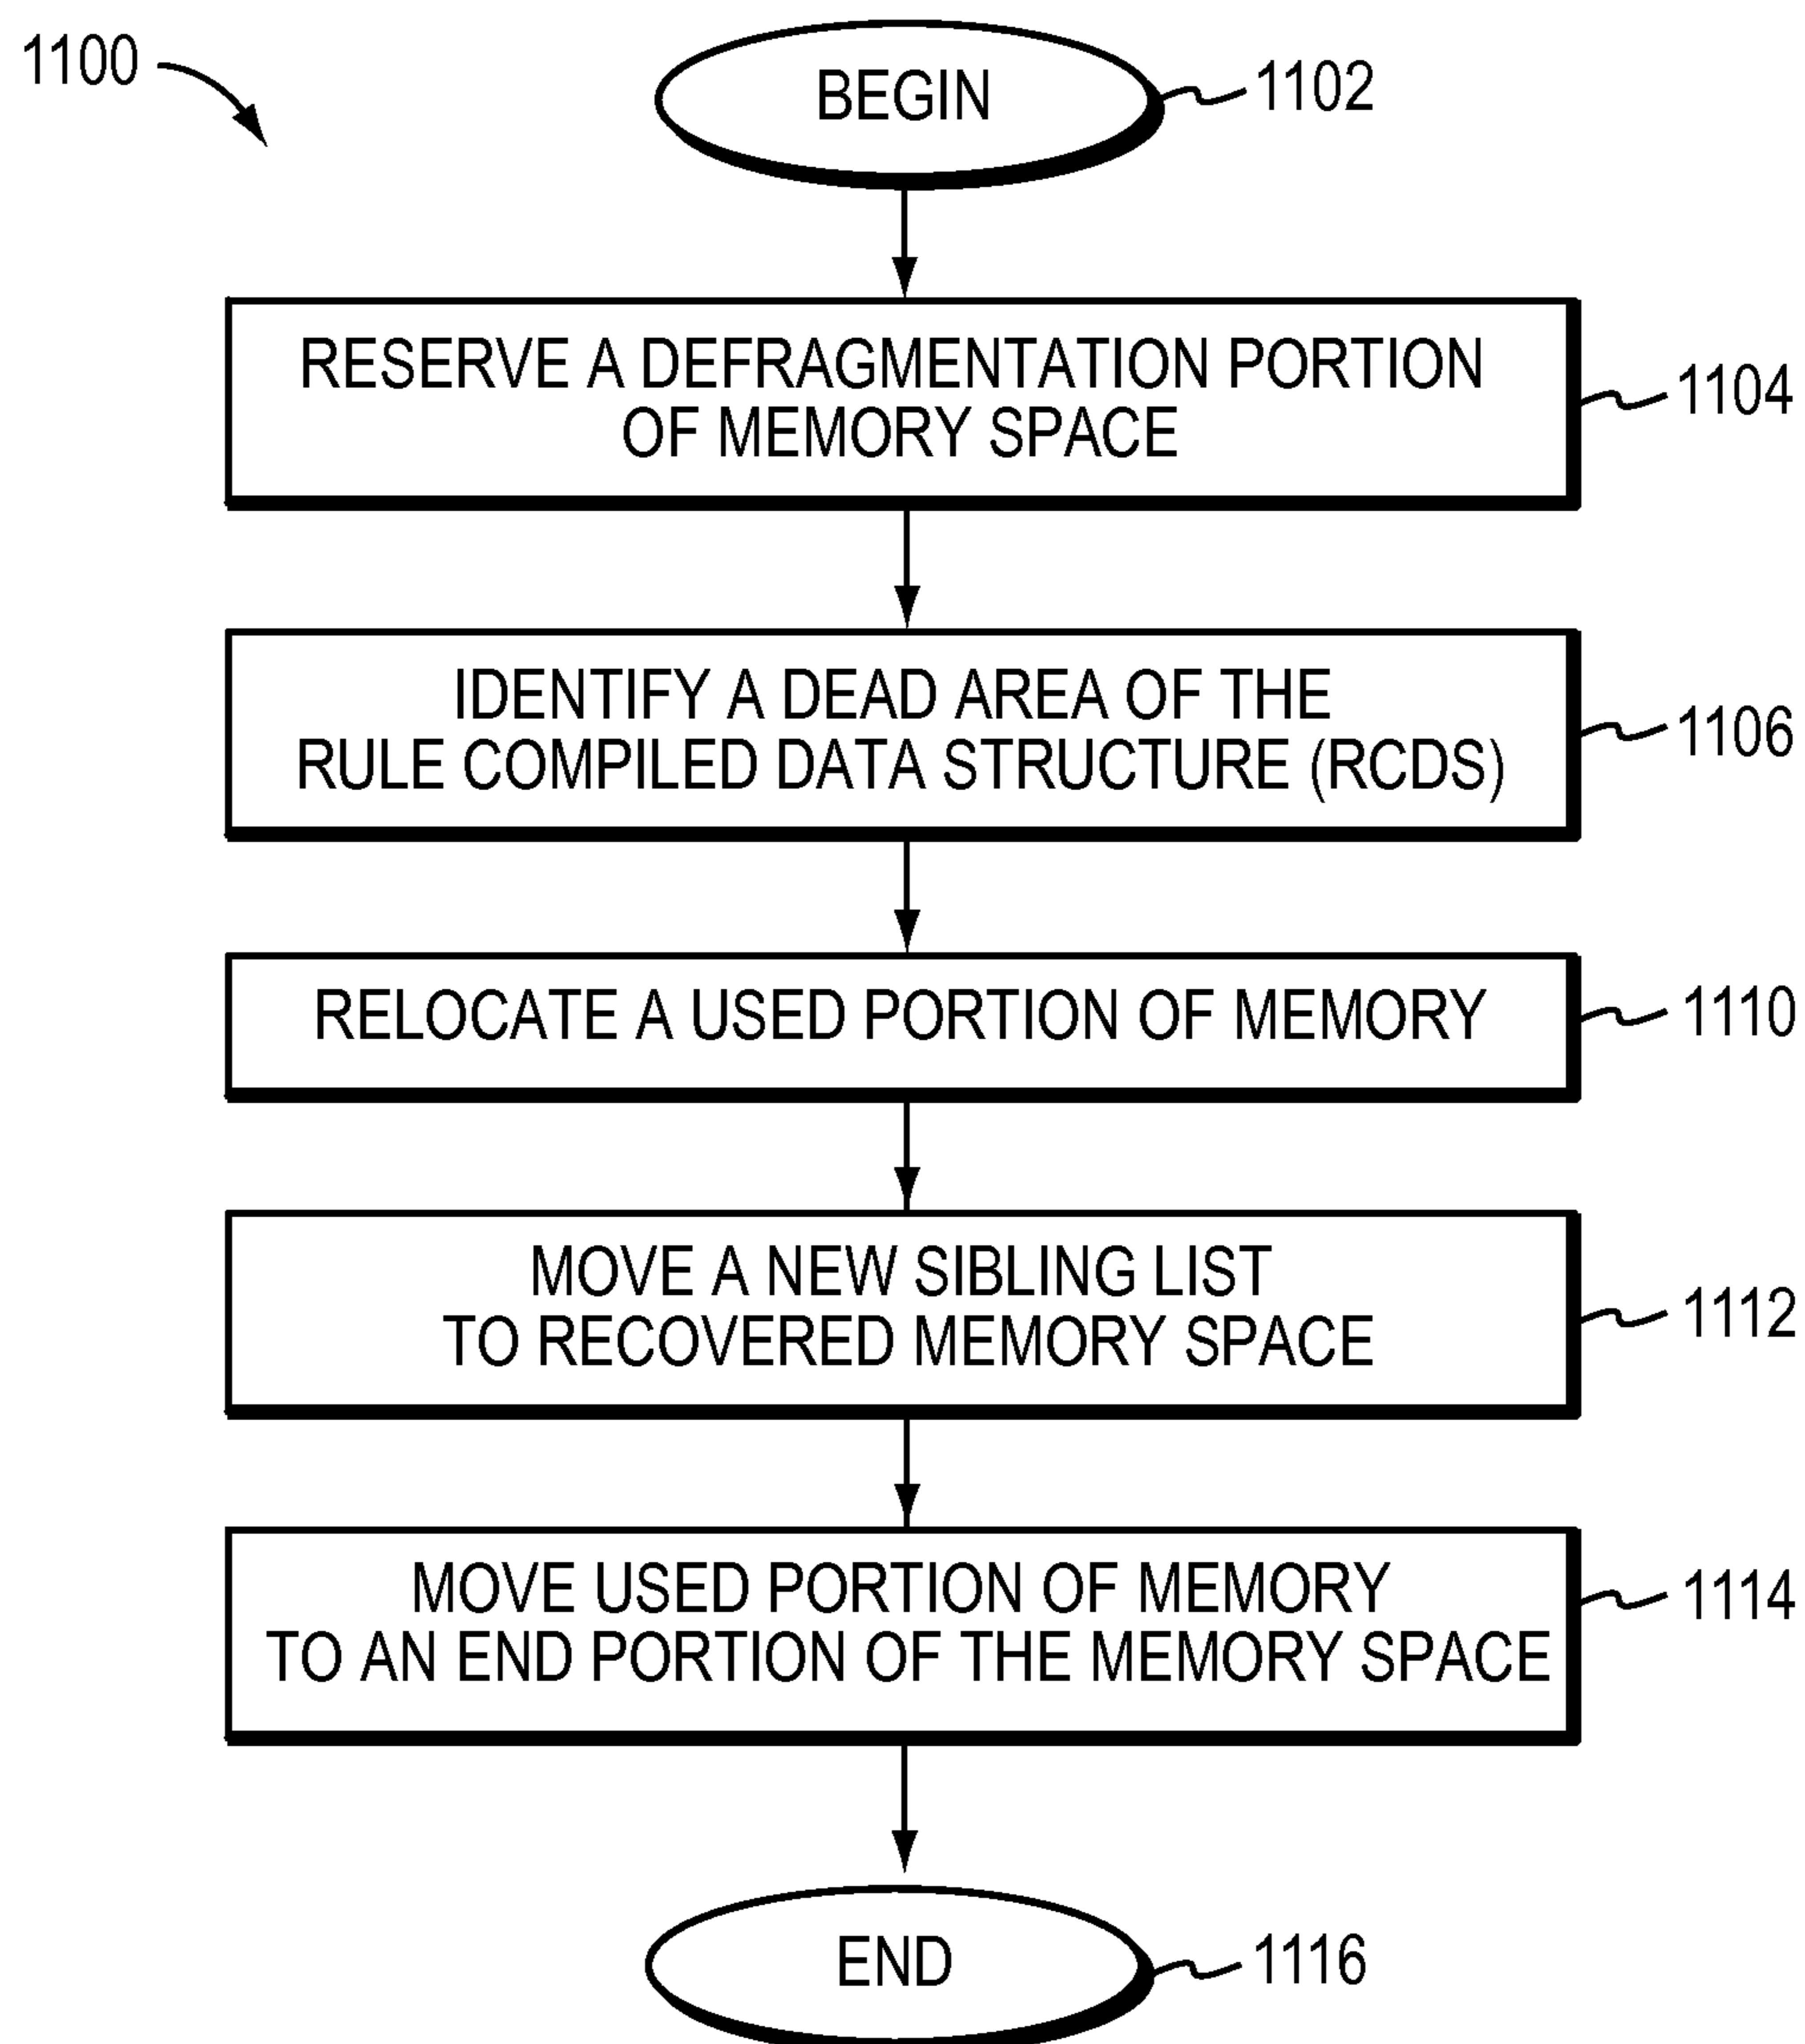 1100
BEGIN
1102
RESERVE A DEFRAGMENTATION PORTION
OF MEMORY SPACE
1104
IDENTIFY A DEAD AREA OF THE
RULE COMPILED DATA STRUCTURE (RCDS)
1106
RELOCATE A USED PORTION OF MEMORY
1110
MOVE A NEW SIBLING LIST
TO RECOVERED MEMORY SPACE
1112
MOVE USED PORTION OF MEMORY
TO AN END PORTION OF THE MEMORY SPACE
1114
END
1116